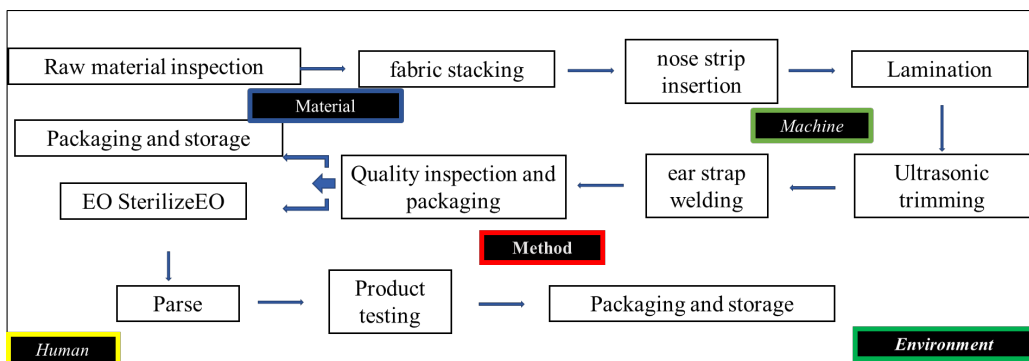 Raw material inspection
fabric stacking
nose strip
insertion
Lamination
Material
Machine
Packaging and storage
Quality inspection and
packaging
ear strap
welding
Ultrasonic
trimming
EO SterilizeEO
Method
Parse
Product
testing
Packaging and storage
Human
Environment